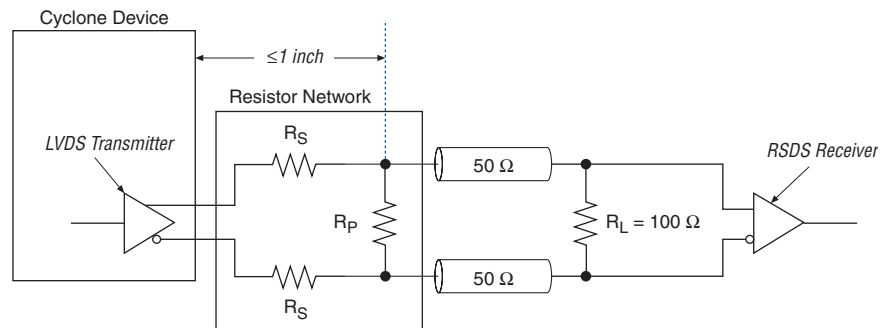 Cyclone Device
≤1 inch
Resistor Network
LVDS Transmitter
R_S
50 Ω
RSDS Receiver
R_P
R_L = 100 Ω
50 Ω
R_S